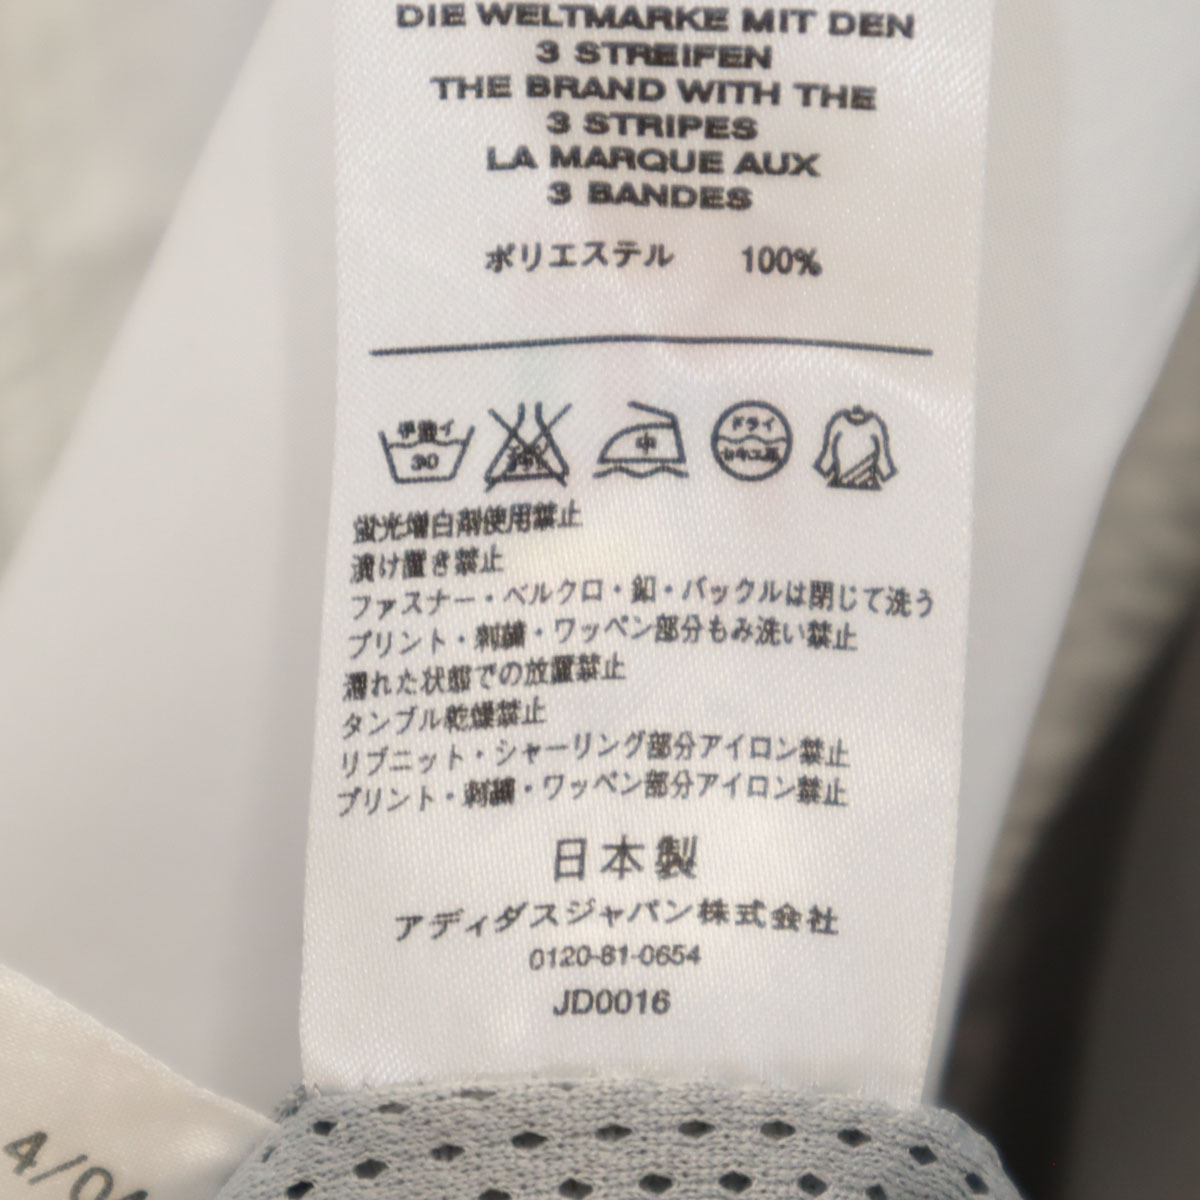 DIE WELTMARKE MIT DEN
3 STREIFEN
THE BRAND WITH THE
3 STRIPES
LA MARQUE AUX
3 BANDES
ポリエステル 100%
30
中
ドライ
蛍光増白剤使用禁止
漬け置き禁止
ファスナー・ベルクロ・釦・バックルは閉じて洗う
プリント・刺繍・ワッペン部分もみ洗い禁止
濡れた状態での放置禁止
タンブル乾燥禁止
リブニット・シャーリング部分アイロン禁止
プリント・刺繍・ワッペン部分アイロン禁止
日本製
アディダスジャパン株式会社
0120-81-0654
JD0016